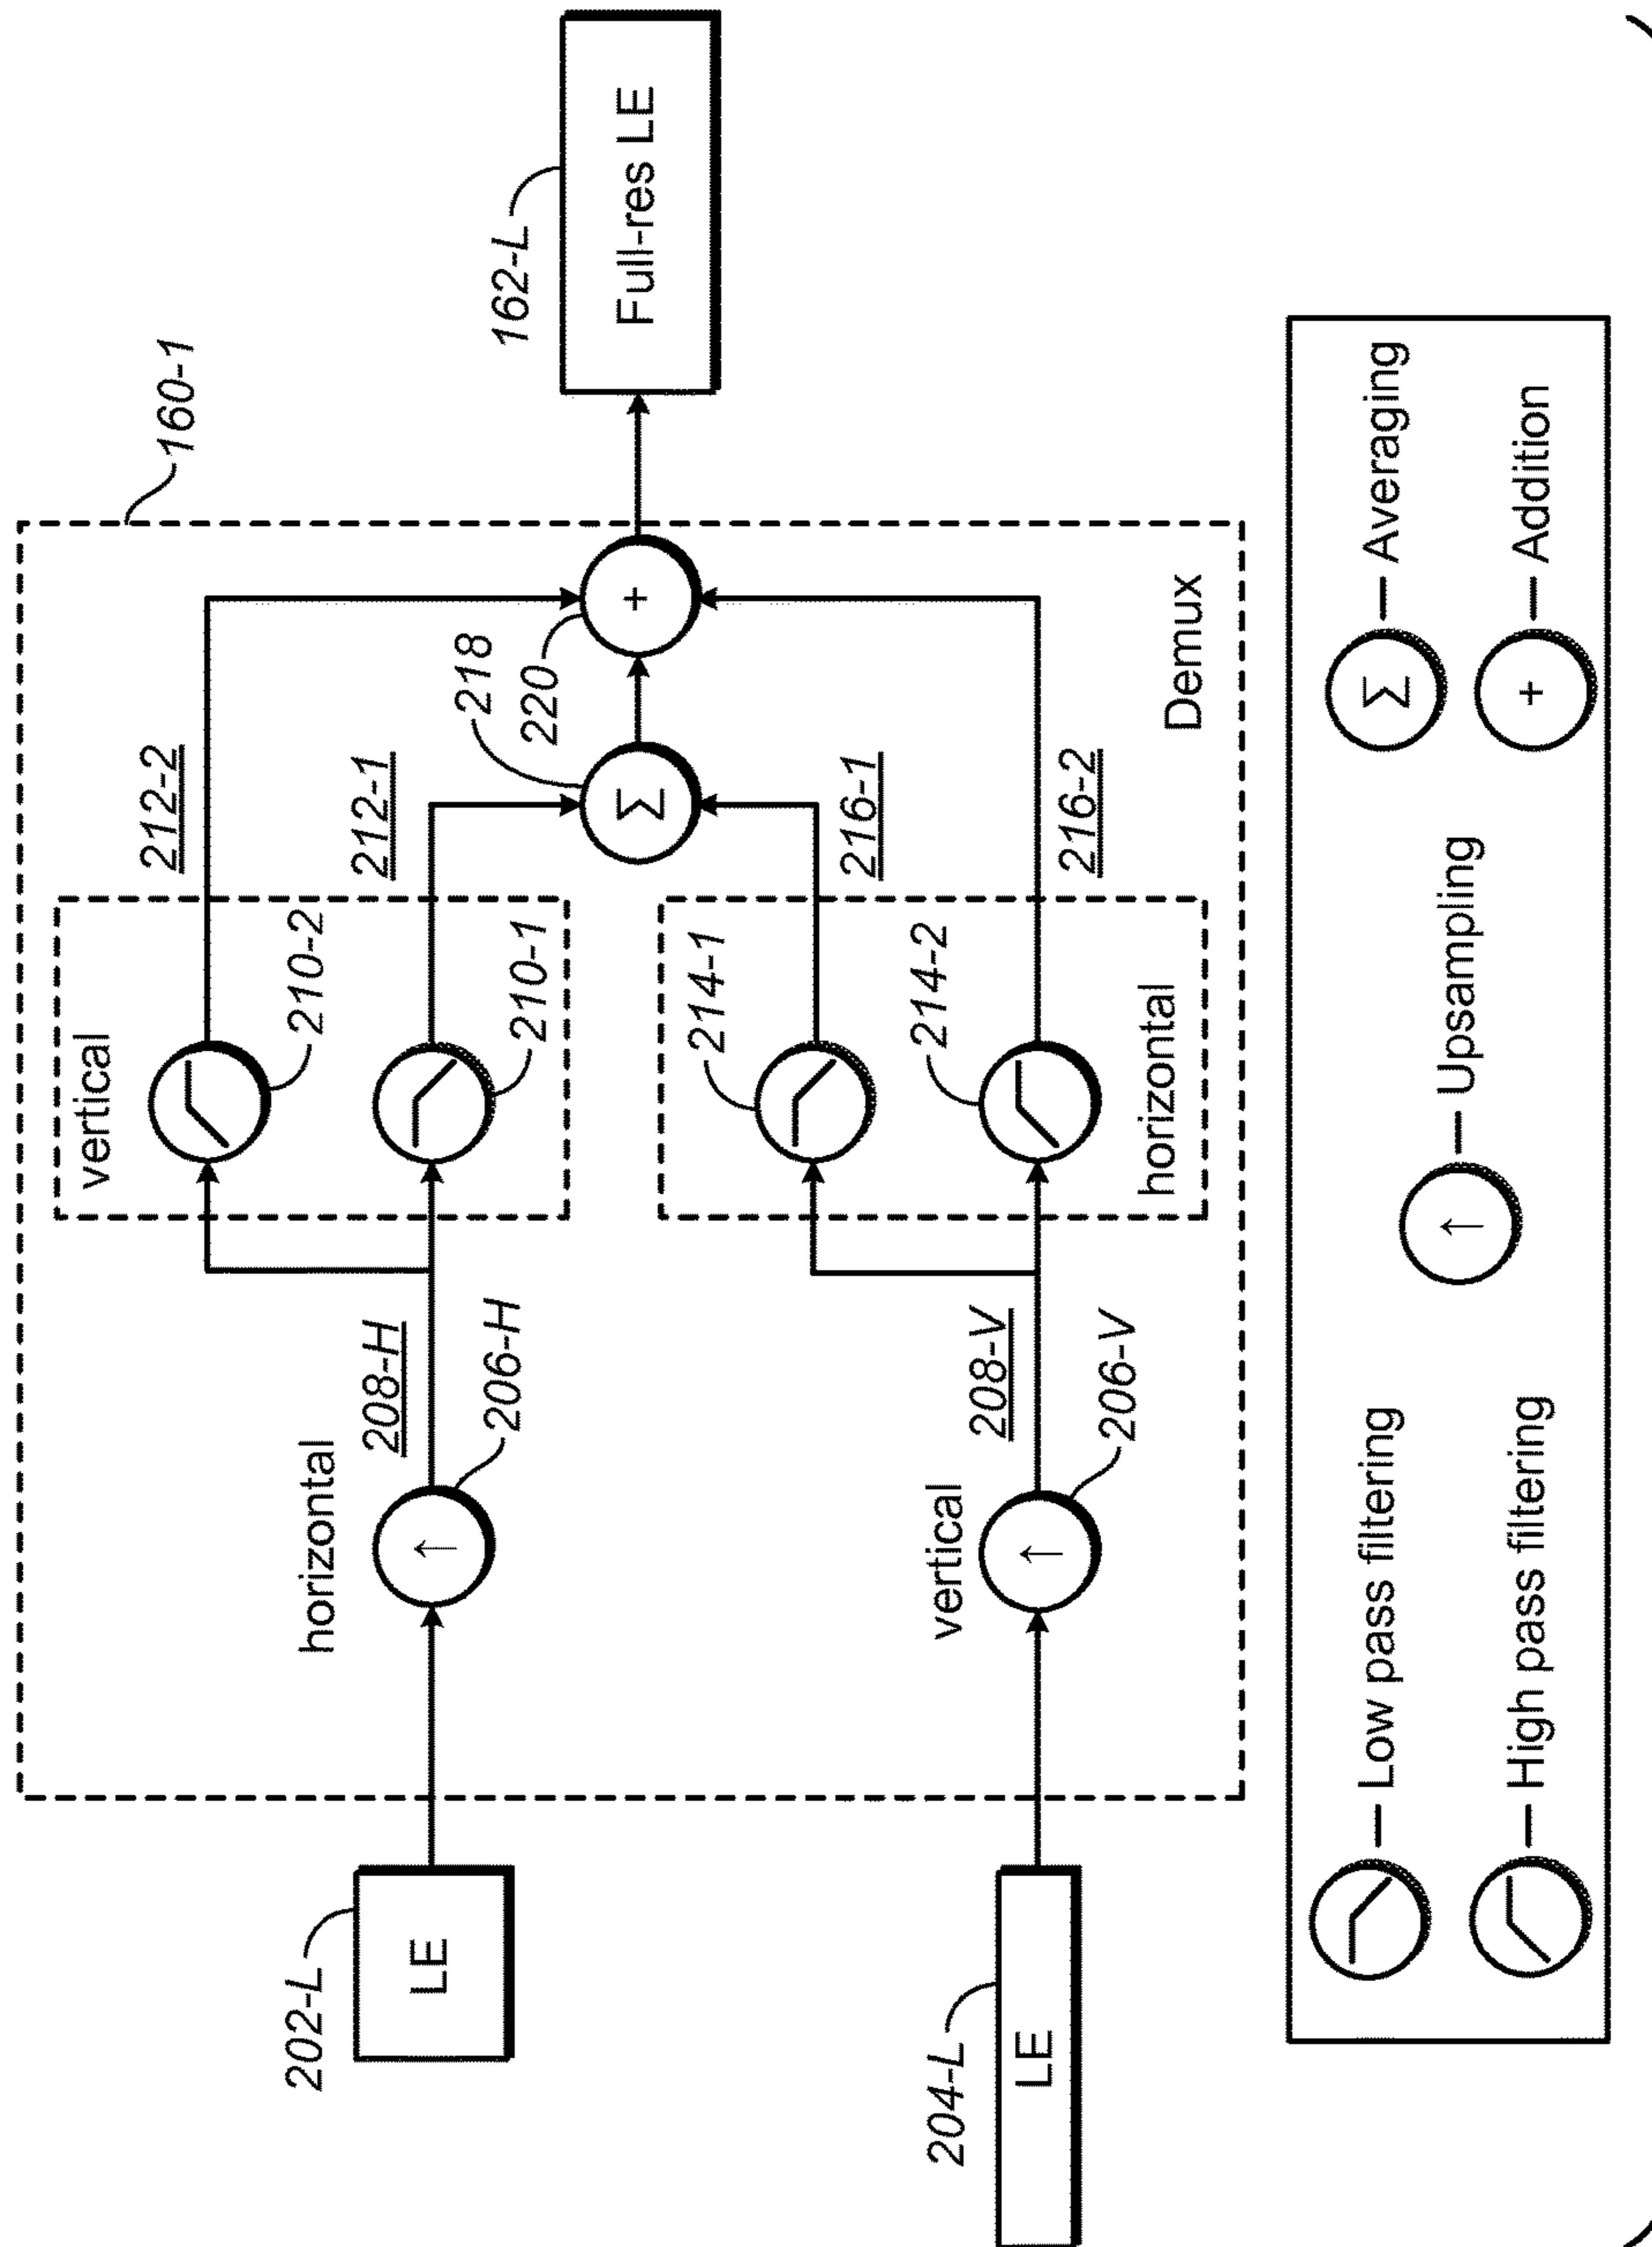 202-L
LE
204-L
LE
160-1
horizontal
208-H
206-H
vertical
208-V
206-V
vertical
210-2
210-1
214-1
214-2
horizontal
212-2
212-1
216-1
216-2
218
Σ
220
+
Demux
162-L
Full-res LE
↑
↑
Low pass filtering
High pass filtering
↑
Upsampling
Σ
Averaging
+
Addition